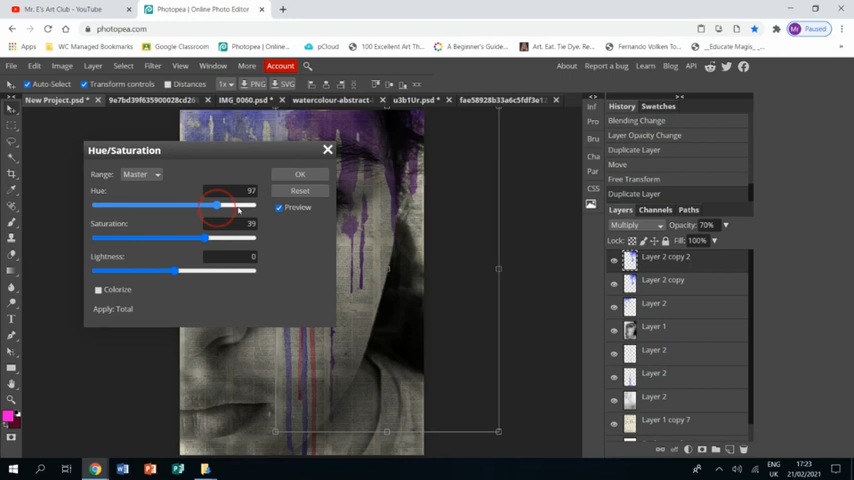 Mr. E's Art Club - YouTube
Photopea | Online Photo Editor
photopea.com
Mr
Paused
Apps
WC Managed Bookmarks
Google Classroom
Photopea | Online P...
pCloud
100 Excellent Art Th...
A Beginner's Guide...
Art. Eat. Tie Dye. Re...
Fernando Volken To...
File Edit Image Layer Select Filter View Window More Account
About Report a bug Learn Blog API
Auto-Select Transform controls Distances 1x PNG SVG
New Project.psd *
IMG_0060.psd *
watercolour-abstract-
u3b1Ur.psd *
Hue/Saturation
Range: Master
Hue: 97
Saturation: 39
Lightness: 0
Colorize
Apply: Total
OK
Reset
Preview
Inf
Pro
Bru
Cha
Par
CSS
History Swatches
Blending Change
Layer Opacity Change
Duplicate Layer
Move
Free Transform
Duplicate Layer
Layers Channels Paths
Multiply Opacity: 70%
Lock: Fill: 100%
Layer 2 copy 2
Layer 2 copy
Layer 2
Layer 1
Layer 2
Layer 2
Layer 2
Layer 1 copy 7
ENG
UK
17:23
21/02/2021